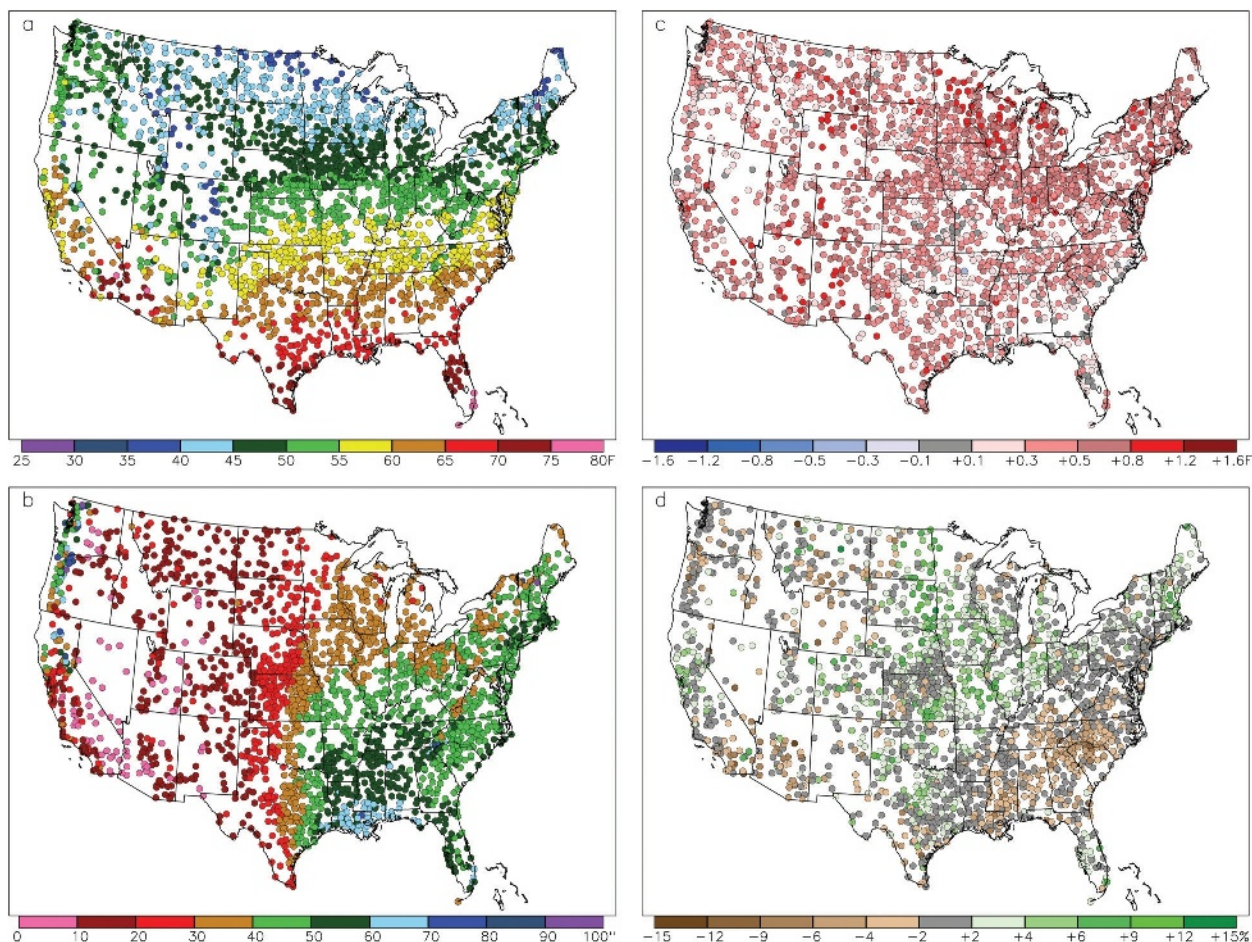 a
c
25 30 35 40 45 50 55 60 65 70 75 80F
-1.6 -1.2 -0.8 -0.5 -0.3 -0.1 +0.1 +0.3 +0.5 +0.8 +1.2 +1.6F
b
d
0 10 20 30 40 50 60 70 80 90 100"
-15 -12 -9 -6 -4 -2 +2 +4 +6 +9 +12 +15%